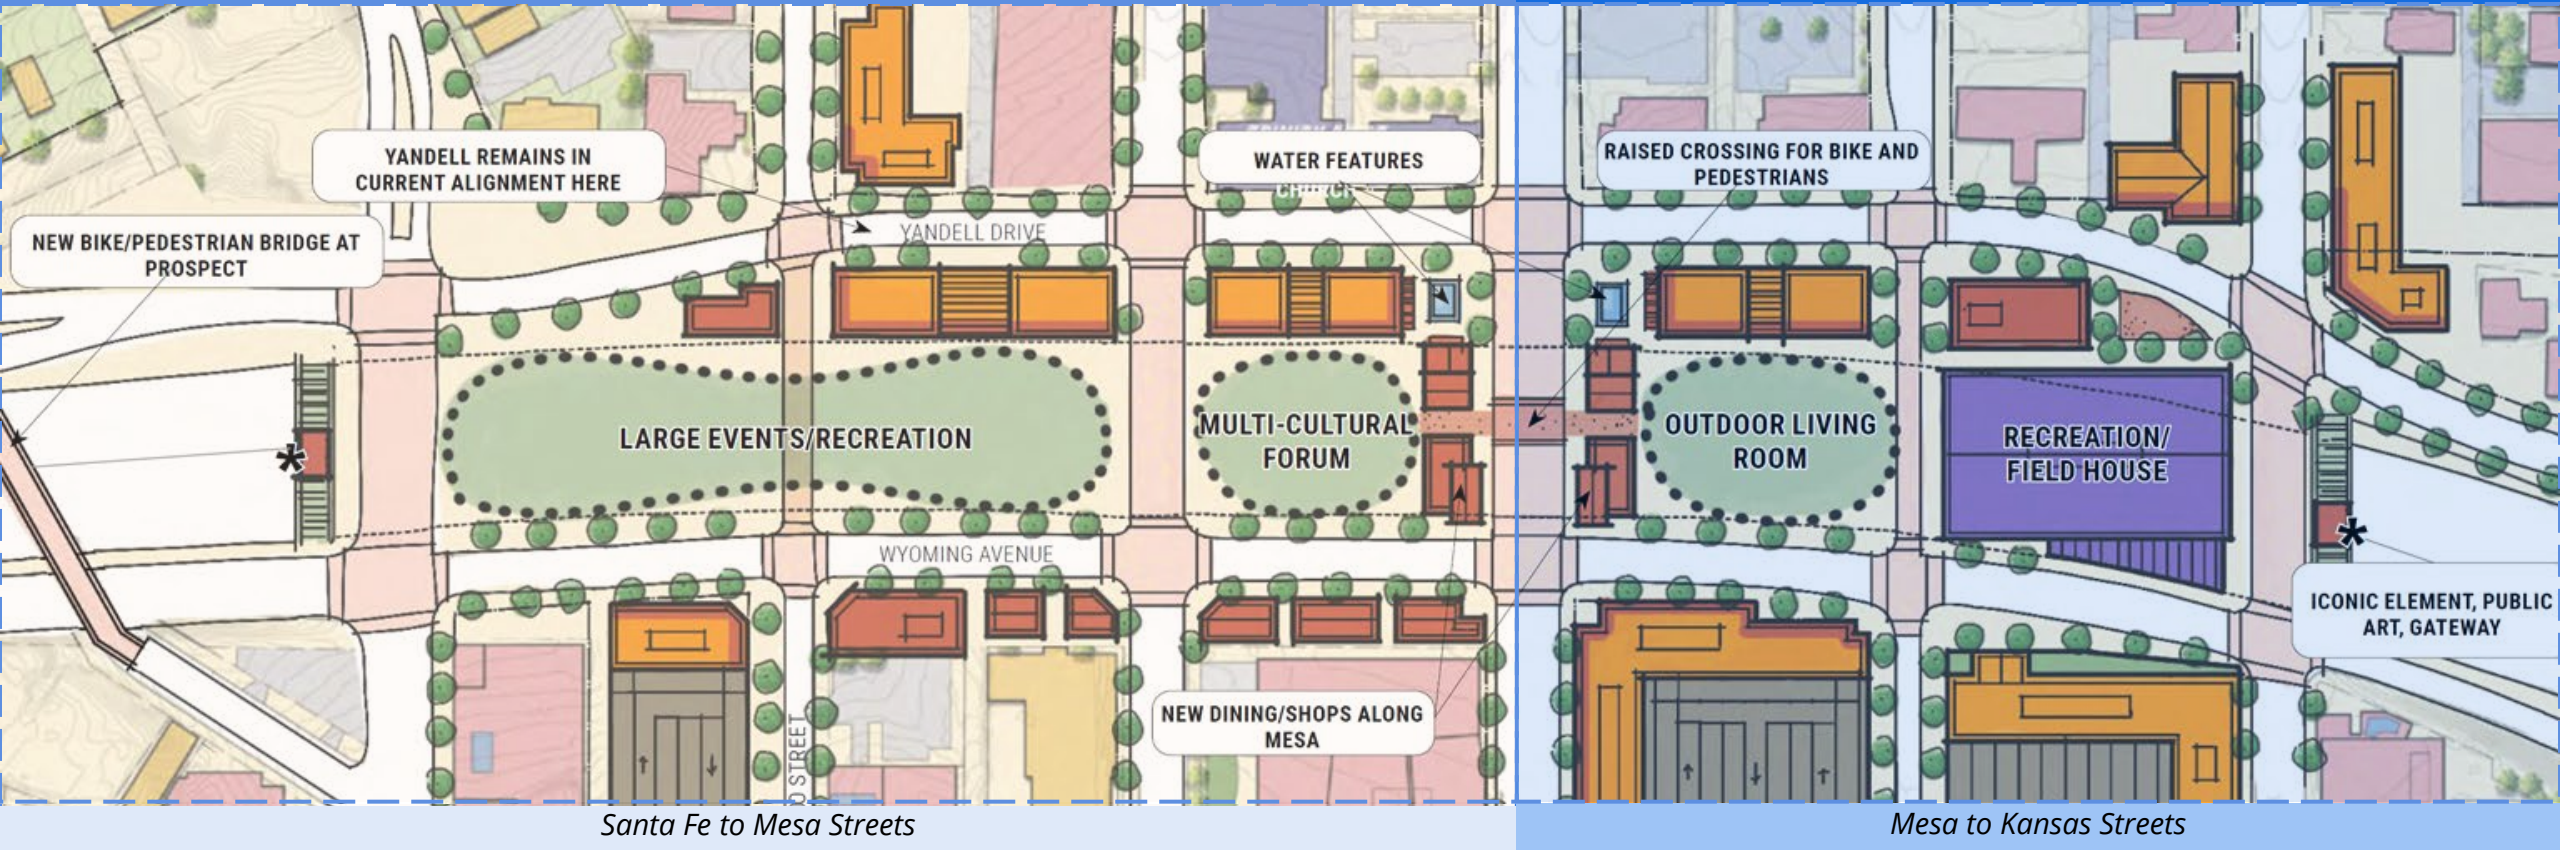 YANDELL REMAINS IN
CURRENT ALIGNMENT HERE
WATER FEATURES
CHURCH
RAISED CROSSING FOR BIKE AND
PEDESTRIANS
NEW BIKE/PEDESTRIAN BRIDGE AT
PROSPECT
YANDELL DRIVE
LARGE EVENTS/RECREATION
MULTI-CULTURAL
FORUM
OUTDOOR LIVING
ROOM
RECREATION/
FIELD HOUSE
*
*
WYOMING AVENUE
ICONIC ELEMENT, PUBLIC
ART, GATEWAY
NEW DINING/SHOPS ALONG
MESA
O STREET
Santa Fe to Mesa Streets
Mesa to Kansas Streets